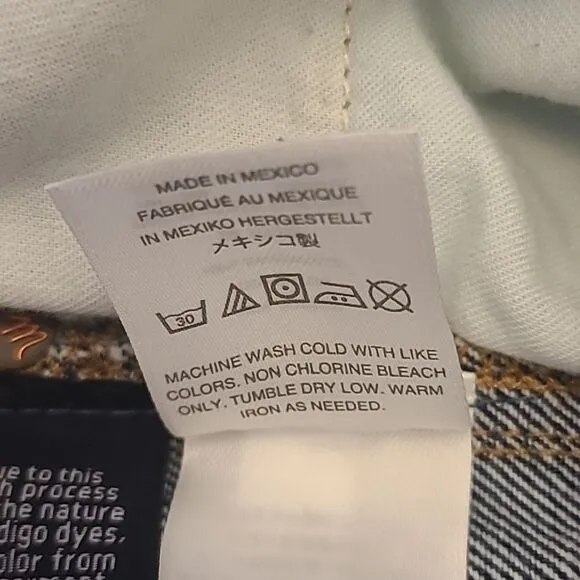 MADE IN MEXICO
FABRIQUÉ AU MEXIQUE
IN MEXIKO HERGESTELLT
メキシコ製
30
MACHINE WASH COLD WITH LIKE
COLORS. NON CHLORINE BLEACH
ONLY. TUMBLE DRY LOW. WARM
IRON AS NEEDED.
to this
process
the nature
dyes,
from